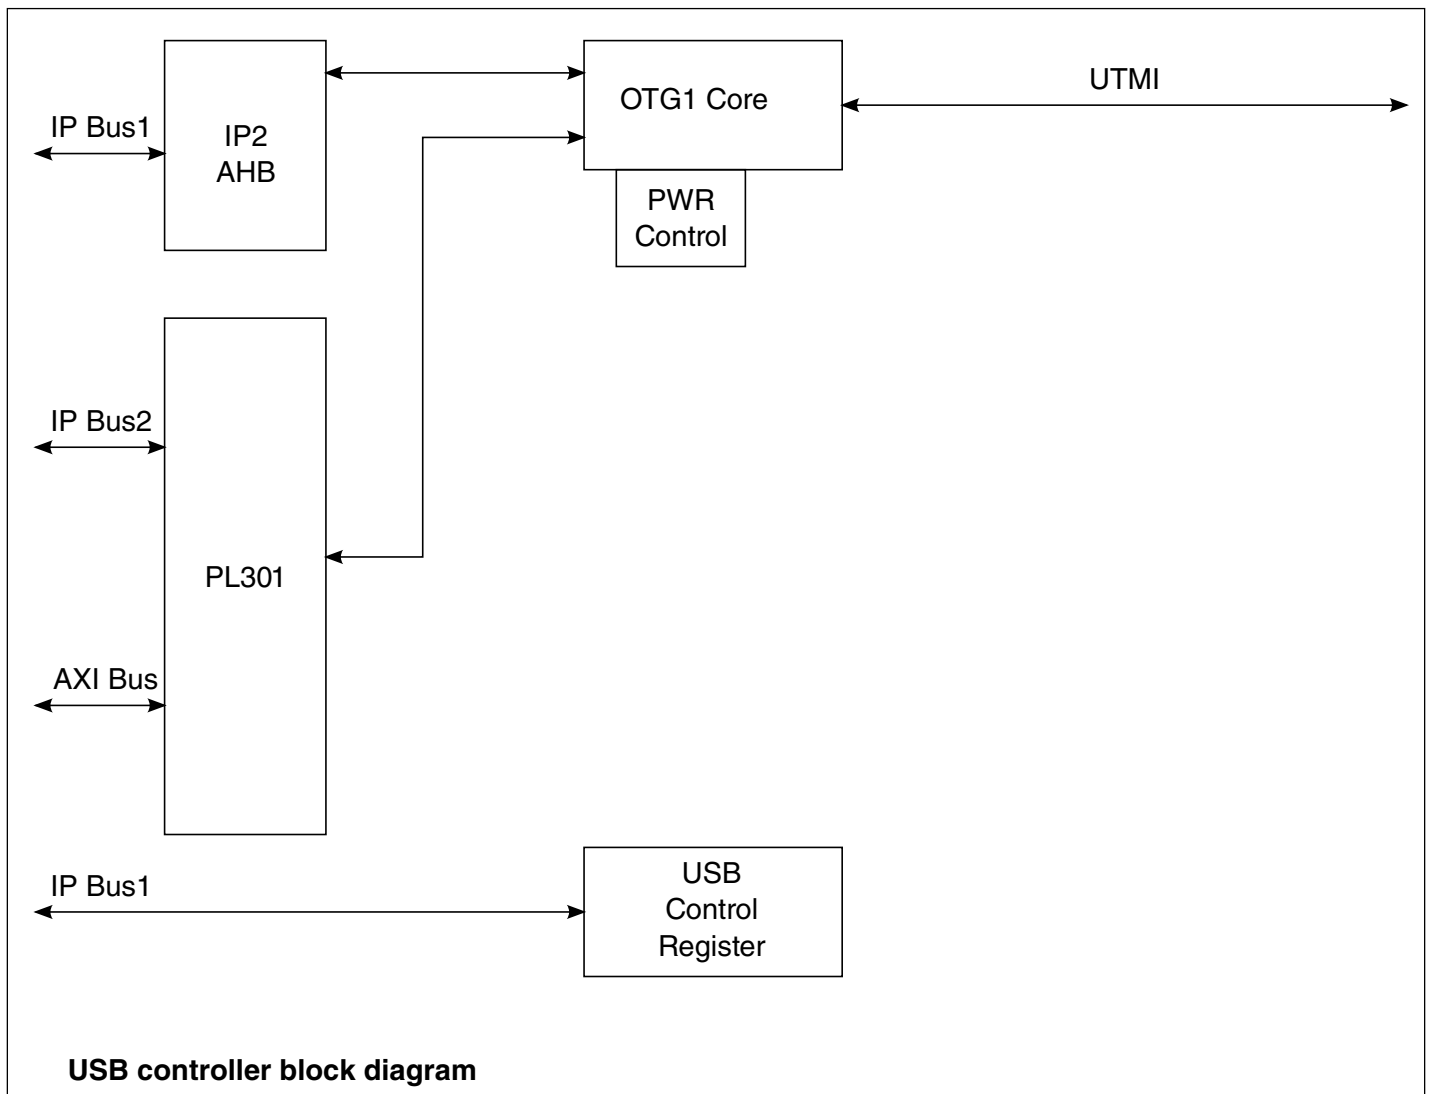 IP Bus1
IP2
AHB
OTG1 Core
UTMI
PWR
Control
IP Bus2
PL301
AXI Bus
IP Bus1
USB
Control
Register
USB controller block diagram